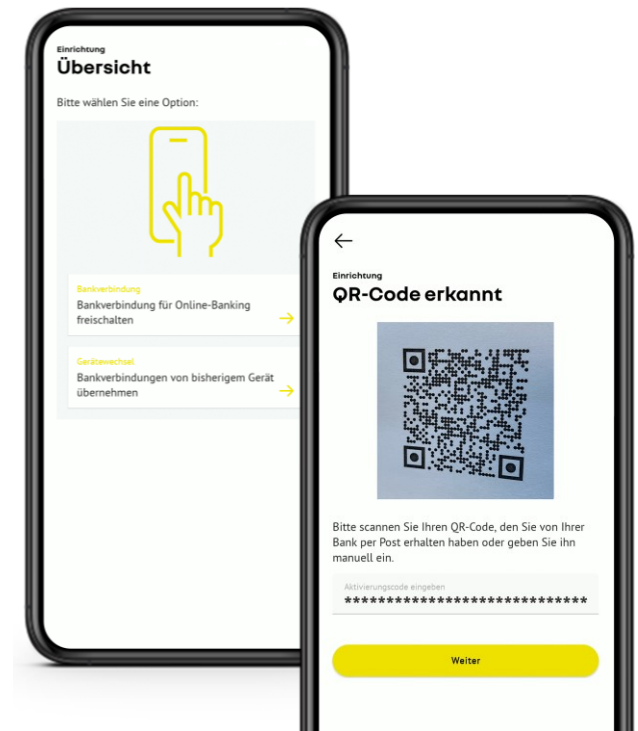 Einrichtung
Übersicht
Bitte wählen Sie eine Option:
Bankverbindung
Bankverbindung für Online-Banking
freischalten
Gerätewechsel
Bankverbindungen von bisherigem Gerät
übernehmen
Einrichtung
QR-Code erkannt
Bitte scannen Sie Ihren QR-Code, den Sie von Ihrer
Bank per Post erhalten haben oder geben Sie ihn
manuell ein.
Aktivierungscode eingeben
*****************************
Weiter